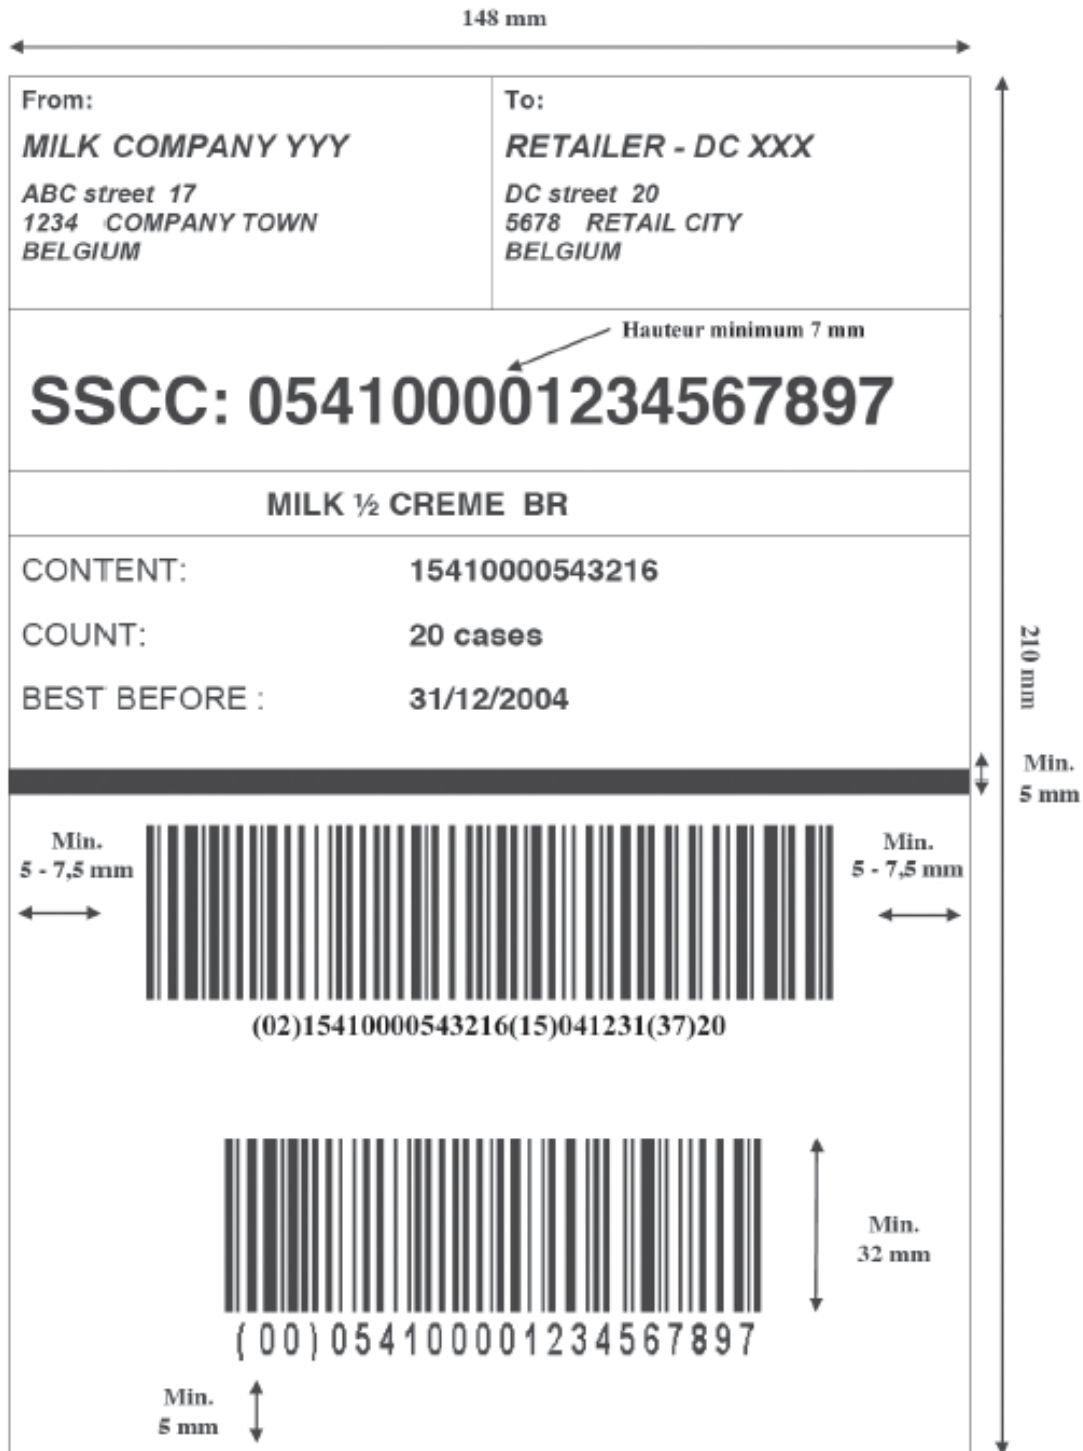 148 mm
From:
MILK COMPANY YYY
ABC street 17
1234 COMPANY TOWN
BELGIUM
To:
RETAILER - DC XXX
DC street 20
5678 RETAIL CITY
BELGIUM
Hauteur minimum 7 mm
SSCC: 054100001234567897
MILK ½ CREME BR
CONTENT: 15410000543216
COUNT: 20 cases
BEST BEFORE : 31/12/2004
210 mm
Min.
5 mm
Min.
5 - 7,5 mm
Min.
5 - 7,5 mm
(02)15410000543216(15)041231(37)20
Min.
32 mm
(00)054100001234567897
Min.
5 mm